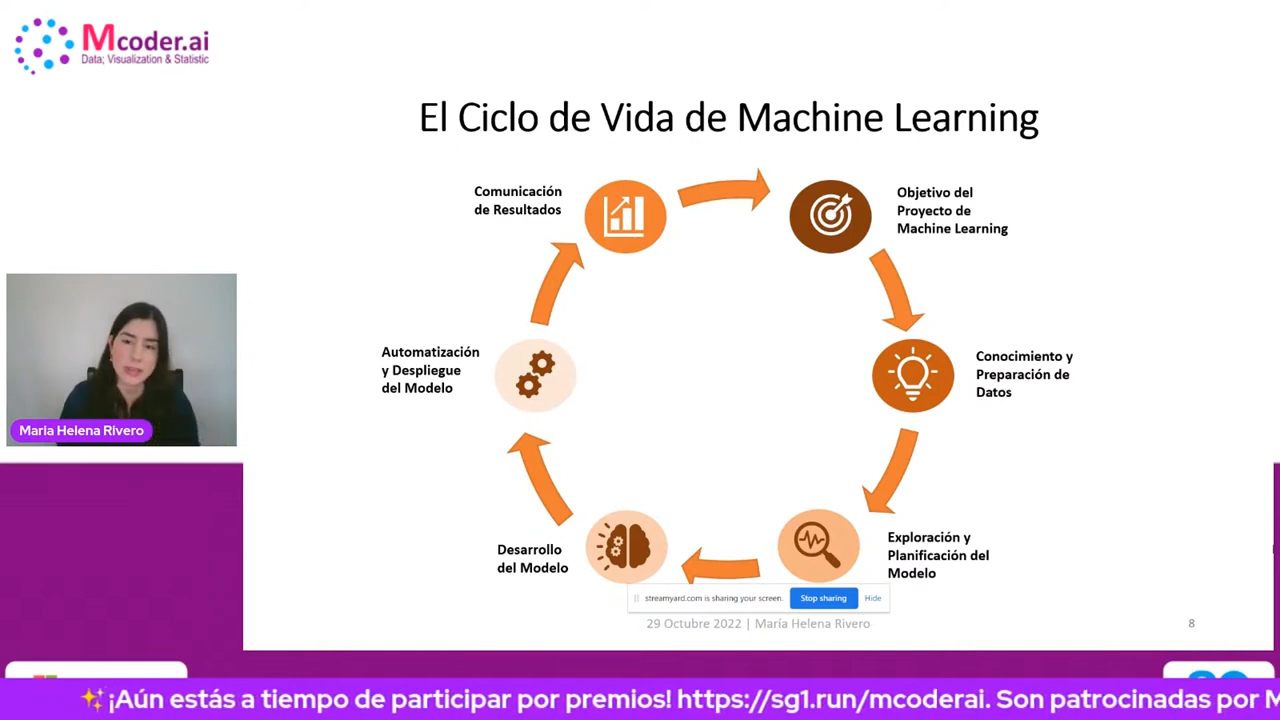 Mcoder.ai
Data; Visualization & Statistic
El Ciclo de Vida de Machine Learning
Comunicación
de Resultados
Objetivo del
Proyecto de
Machine Learning
Automatización
y Despliegue
del Modelo
Conocimiento y
Preparación de
Datos
Maria Helena Rivero
Desarrollo
del Modelo
Exploración y
Planificación del
Modelo
streamyard.com is sharing your screen.
Stop sharing
Hide
29 Octubre 2022 | María Helena Rivero
8
✨¡Aún estás a tiempo de participar por premios! https://sg1.run/mcoderai. Son patrocinadas por M